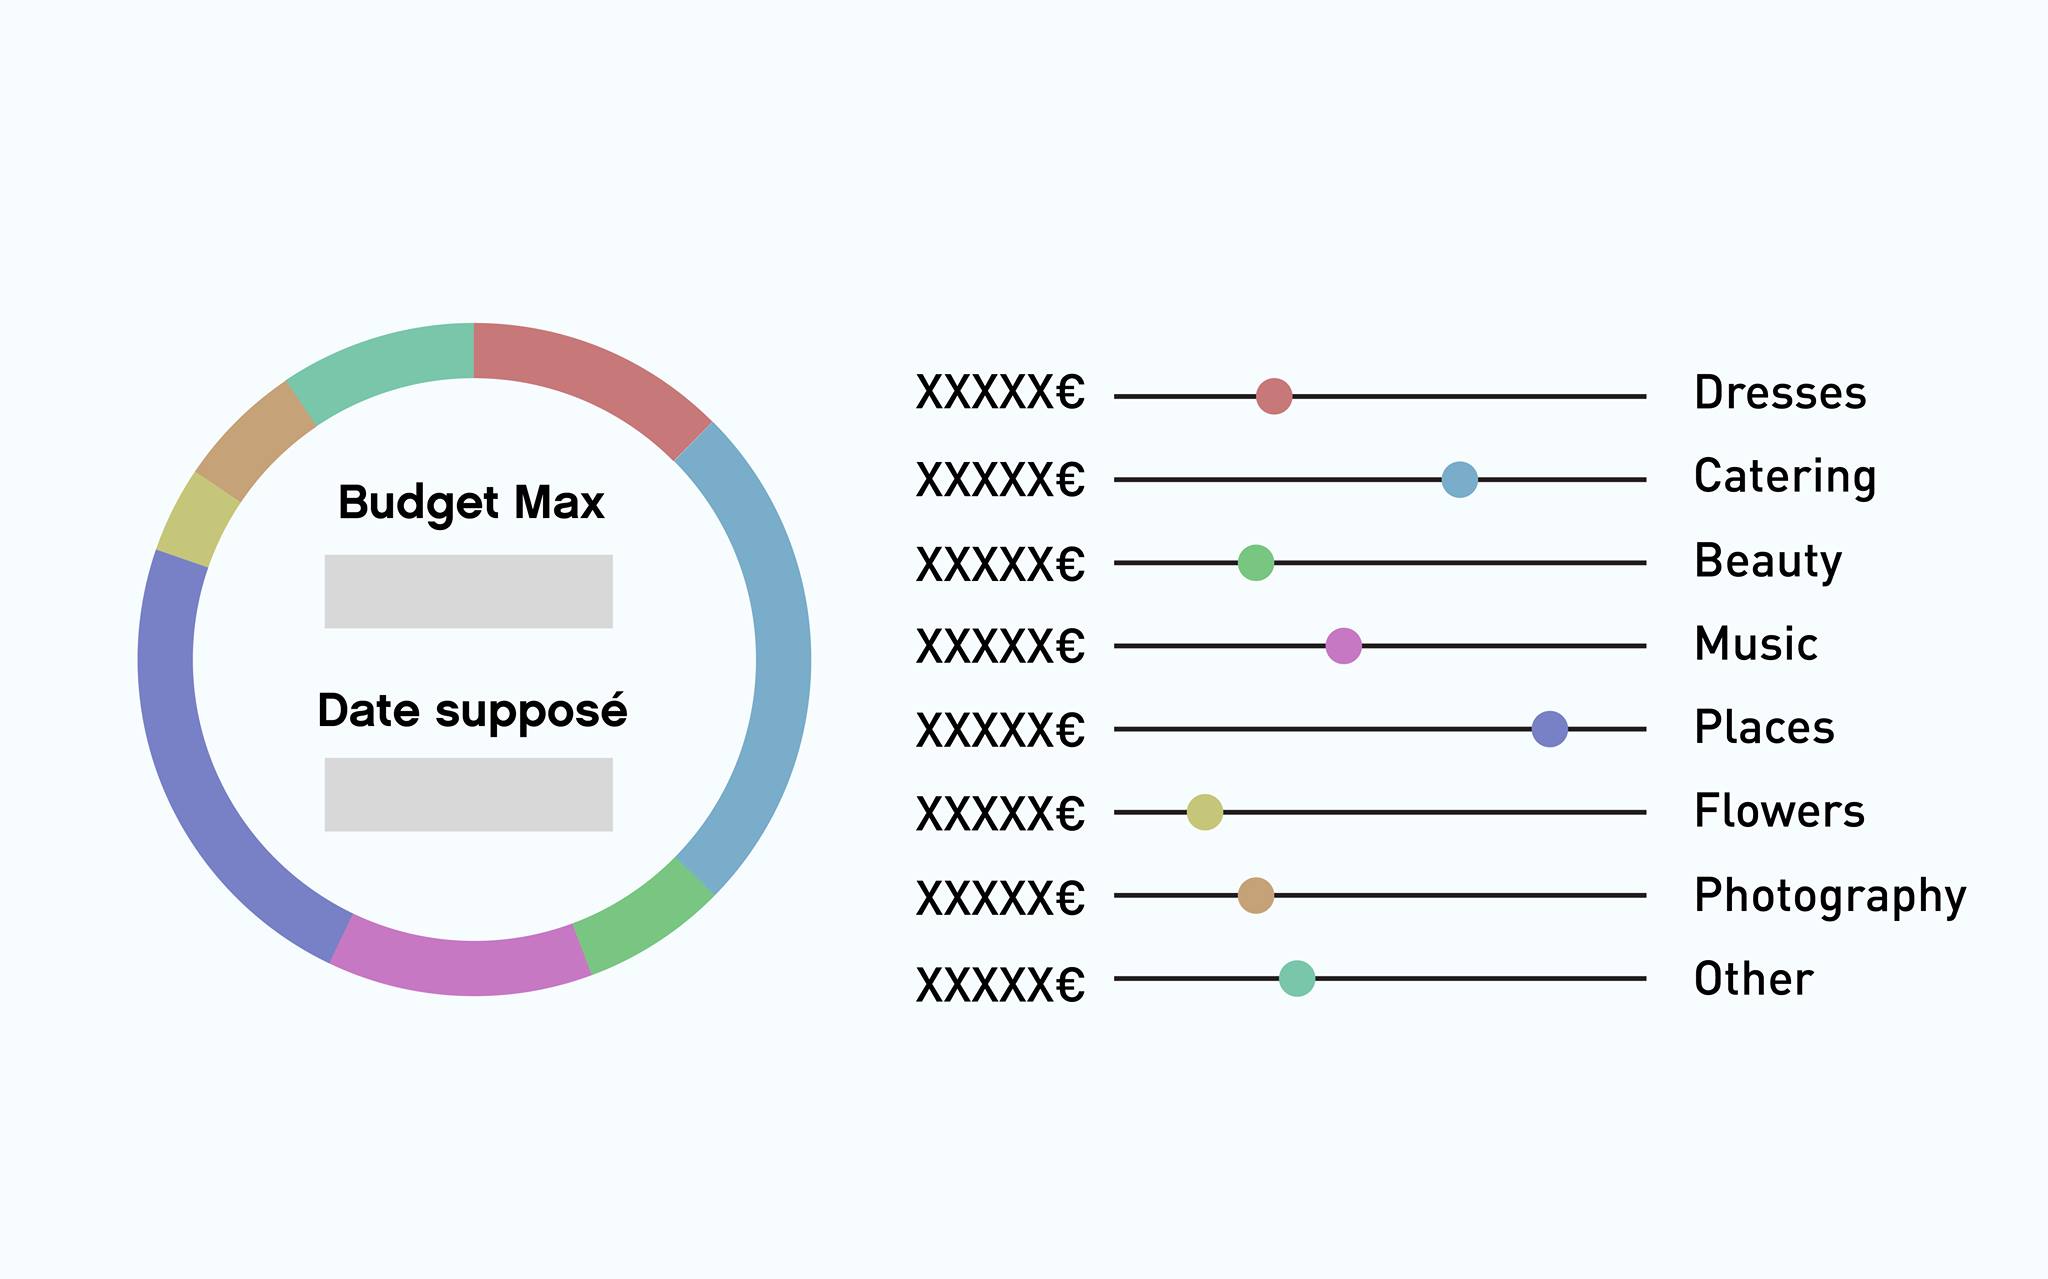 Budget Max
Date supposé
XXXXX€ Dresses
XXXXX€ Catering
XXXXX€ Beauty
XXXXX€ Music
XXXXX€ Places
XXXXX€ Flowers
XXXXX€ Photography
XXXXX€ Other